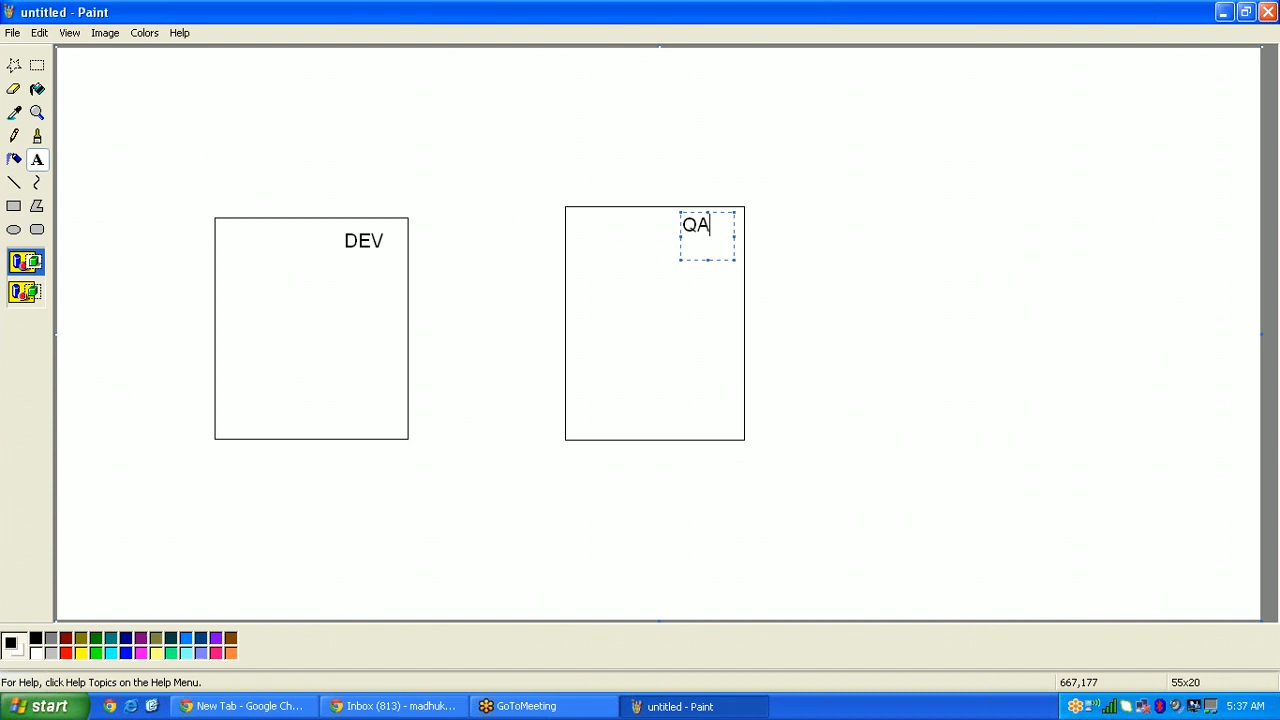 untitled - Paint
File Edit View Image Colors Help
A
DEV
QA
For Help, click Help Topics on the Help Menu.
667,177
55x20
start
New Tab - Google Ch...
Inbox (813) - madhuk...
GoToMeeting
untitled - Paint
5:37 AM